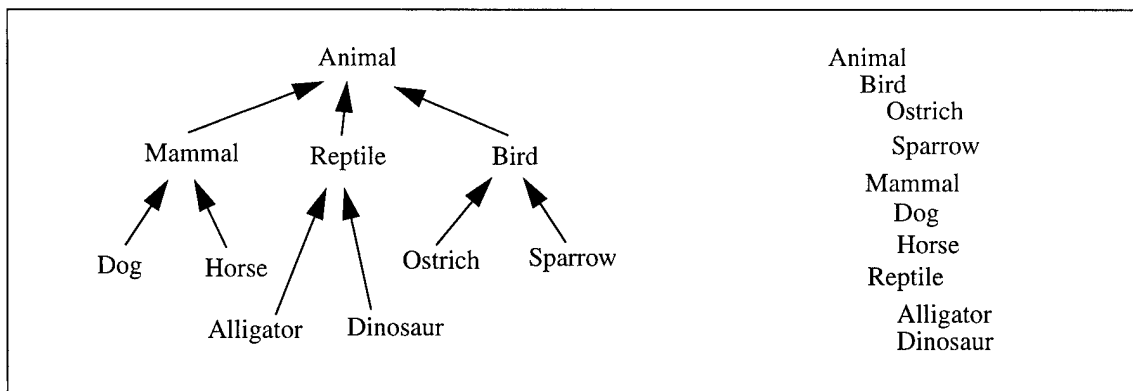 Animal
Mammal Reptile Bird
Dog Horse Ostrich Sparrow
Alligator Dinosaur
Animal
Bird
Ostrich
Sparrow
Mammal
Dog
Horse
Reptile
Alligator
Dinosaur